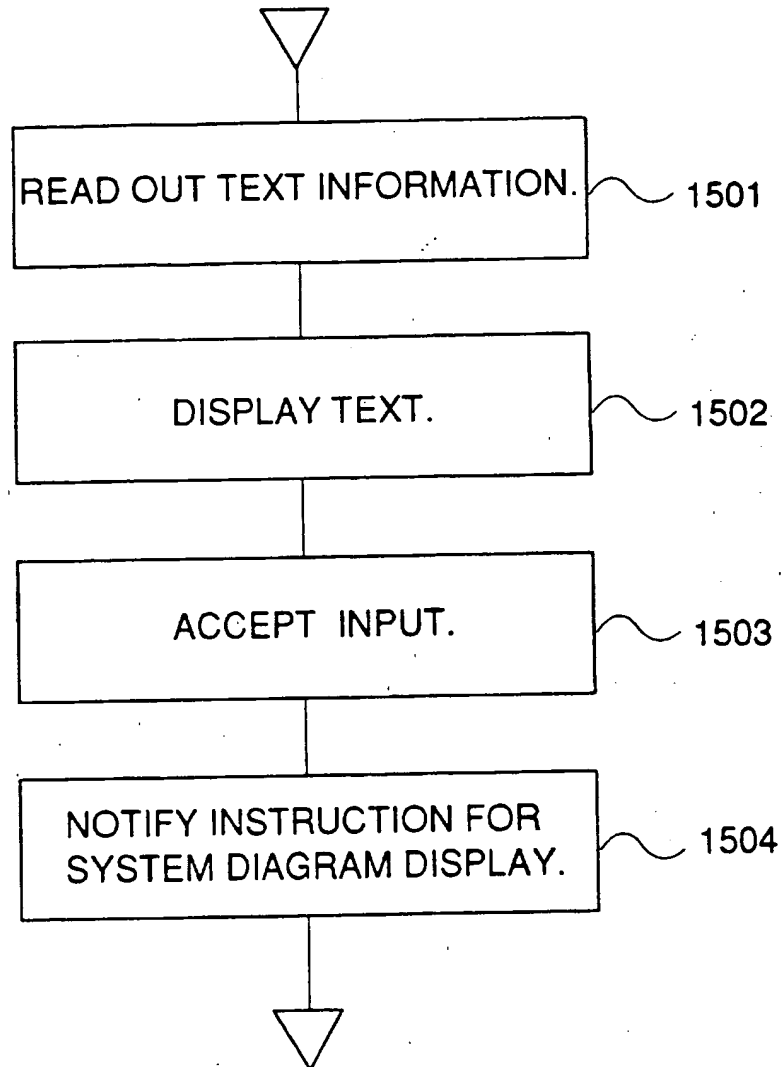 READ OUT TEXT INFORMATION.
1501
DISPLAY TEXT.
1502
ACCEPT INPUT.
1503
NOTIFY INSTRUCTION FOR
SYSTEM DIAGRAM DISPLAY.
1504